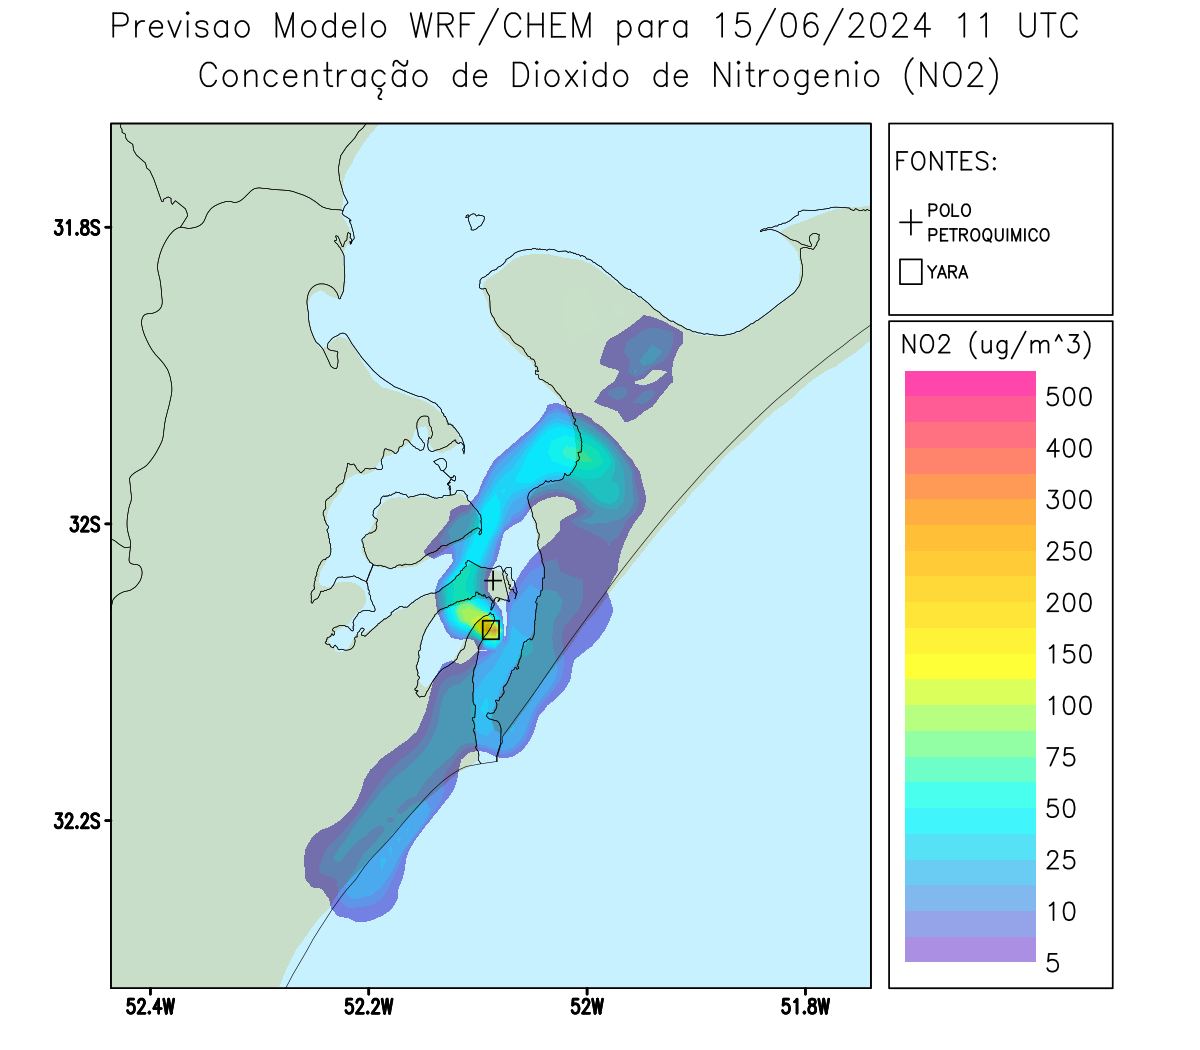 Previsao Modelo WRF/CHEM para 15/06/2024 11 UTC
Concentração de Dioxido de Nitrogenio (NO2)
FONTES:
POLO
PETROQUIMICO
YARA
NO2 (ug/m^3)
500
400
300
250
200
150
100
75
50
25
10
5
31.8S
32S
32.2S
52.4W
52.2W
52W
51.8W